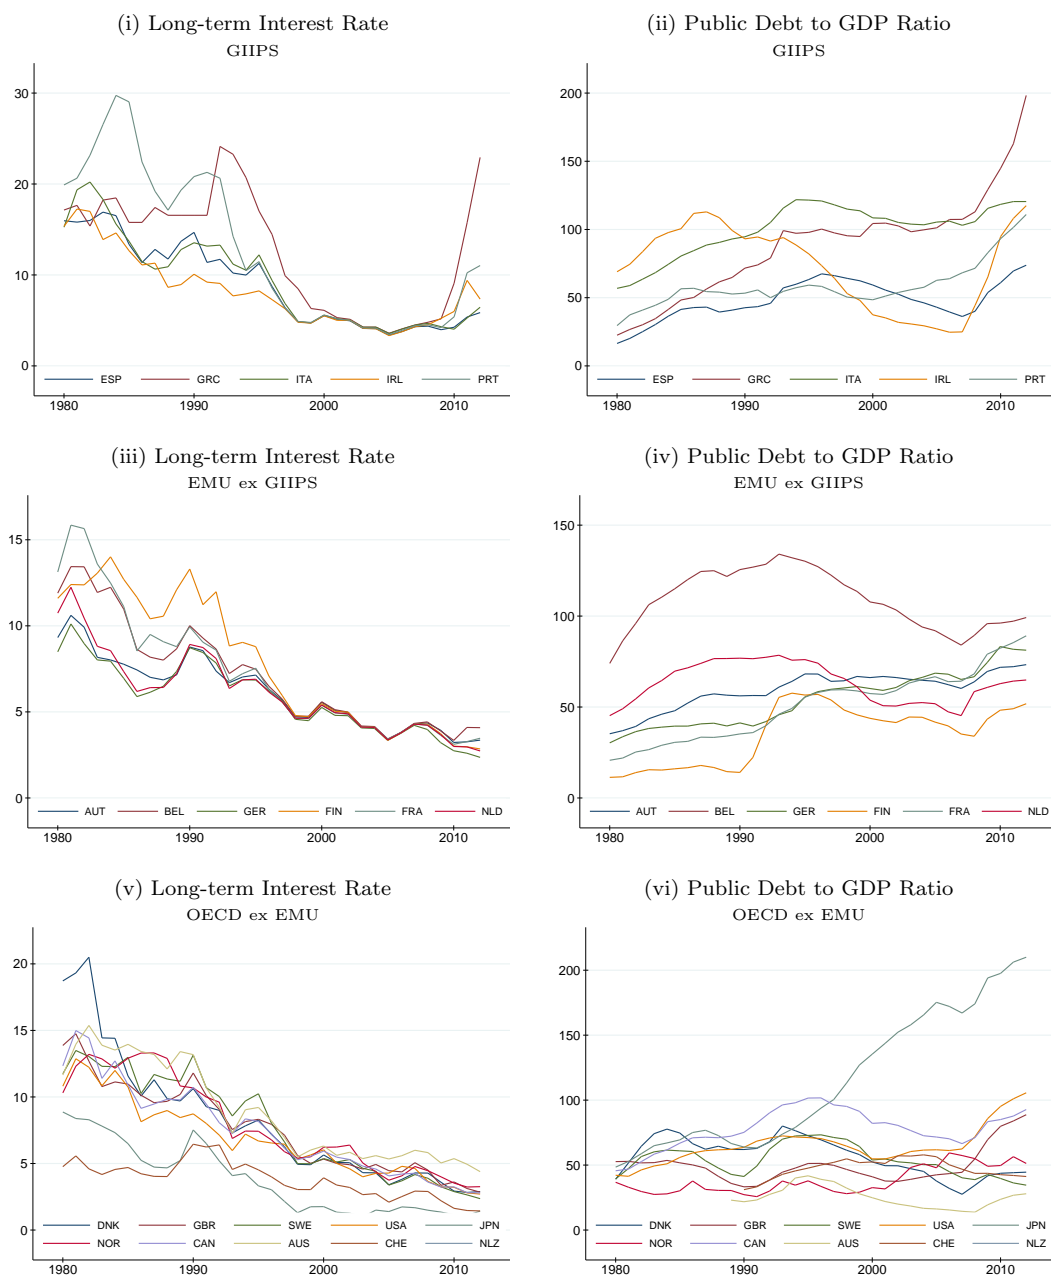 (i) Long-term Interest Rate
GIIPS
30
20
10
0
ESP GRC ITA IRL PRT
1980 1990 2000 2010
(ii) Public Debt to GDP Ratio
GIIPS
200
150
100
50
0
ESP GRC ITA IRL PRT
1980 1990 2000 2010
(iii) Long-term Interest Rate
EMU ex GIIPS
15
10
5
0
AUT BEL GER FIN FRA NLD
1980 1990 2000 2010
(iv) Public Debt to GDP Ratio
EMU ex GIIPS
150
100
50
0
AUT BEL GER FIN FRA NLD
1980 1990 2000 2010
(v) Long-term Interest Rate
OECD ex EMU
20
15
10
5
0
DNK GBR SWE USA JPN
NOR CAN AUS CHE NLZ
1980 1990 2000 2010
(vi) Public Debt to GDP Ratio
OECD ex EMU
200
150
100
50
0
DNK GBR SWE USA JPN
NOR CAN AUS CHE NLZ
1980 1990 2000 2010